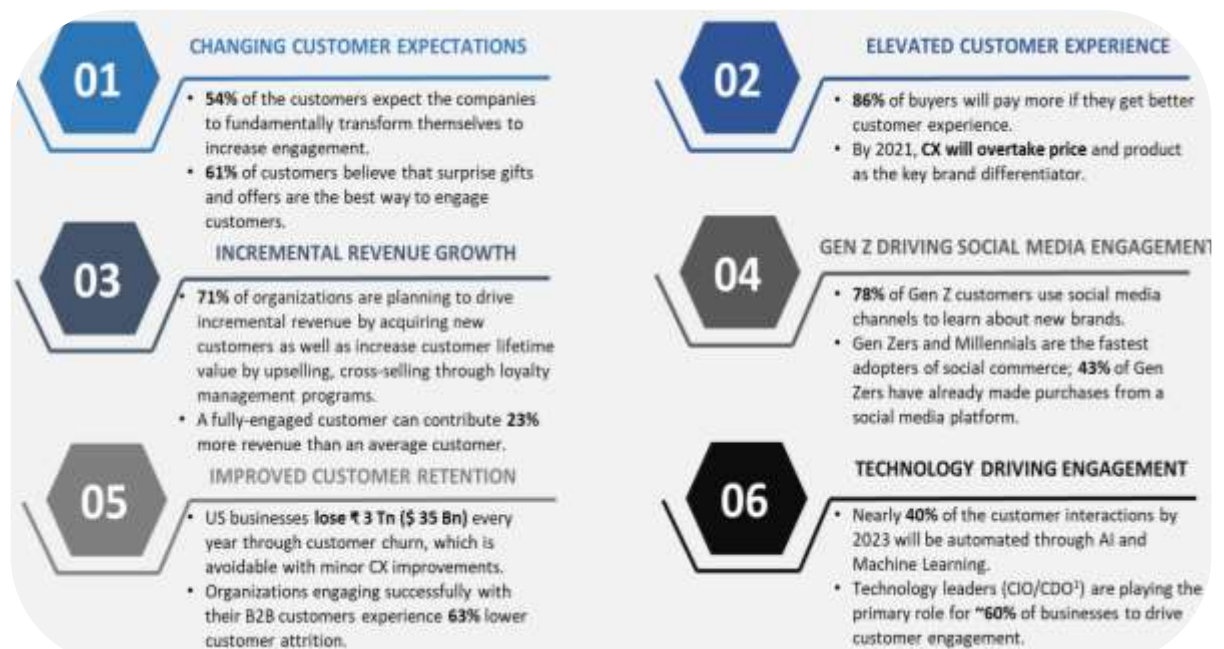 01
CHANGING CUSTOMER EXPECTATIONS
• 54% of the customers expect the companies
to fundamentally transform themselves to
increase engagement.
• 61% of customers believe that surprise gifts
and offers are the best way to engage
customers.
02
ELEVATED CUSTOMER EXPERIENCE
• 86% of buyers will pay more if they get better
customer experience.
• By 2021, CX will overtake price and product
as the key brand differentiator.
03
INCREMENTAL REVENUE GROWTH
• 71% of organizations are planning to drive
incremental revenue by acquiring new
customers as well as increase customer lifetime
value by upselling, cross-selling through loyalty
management programs.
• A fully-engaged customer can contribute 23%
more revenue than an average customer.
04
GEN Z DRIVING SOCIAL MEDIA ENGAGEMENT
• 78% of Gen Z customers use social media
channels to learn about new brands.
• Gen Zers and Millennials are the fastest
adopters of social commerce; 43% of Gen
Zers have already made purchases from a
social media platform.
05
IMPROVED CUSTOMER RETENTION
• US businesses lose ₹ 3 Tn ($ 35 Bn) every
year through customer churn, which is
avoidable with minor CX improvements.
• Organizations engaging successfully with
their B2B customers experience 63% lower
customer attrition.
06
TECHNOLOGY DRIVING ENGAGEMENT
• Nearly 40% of the customer interactions by
2023 will be automated through AI and
Machine Learning.
• Technology leaders (CIO/CDO¹) are playing the
primary role for ~60% of businesses to drive
customer engagement.